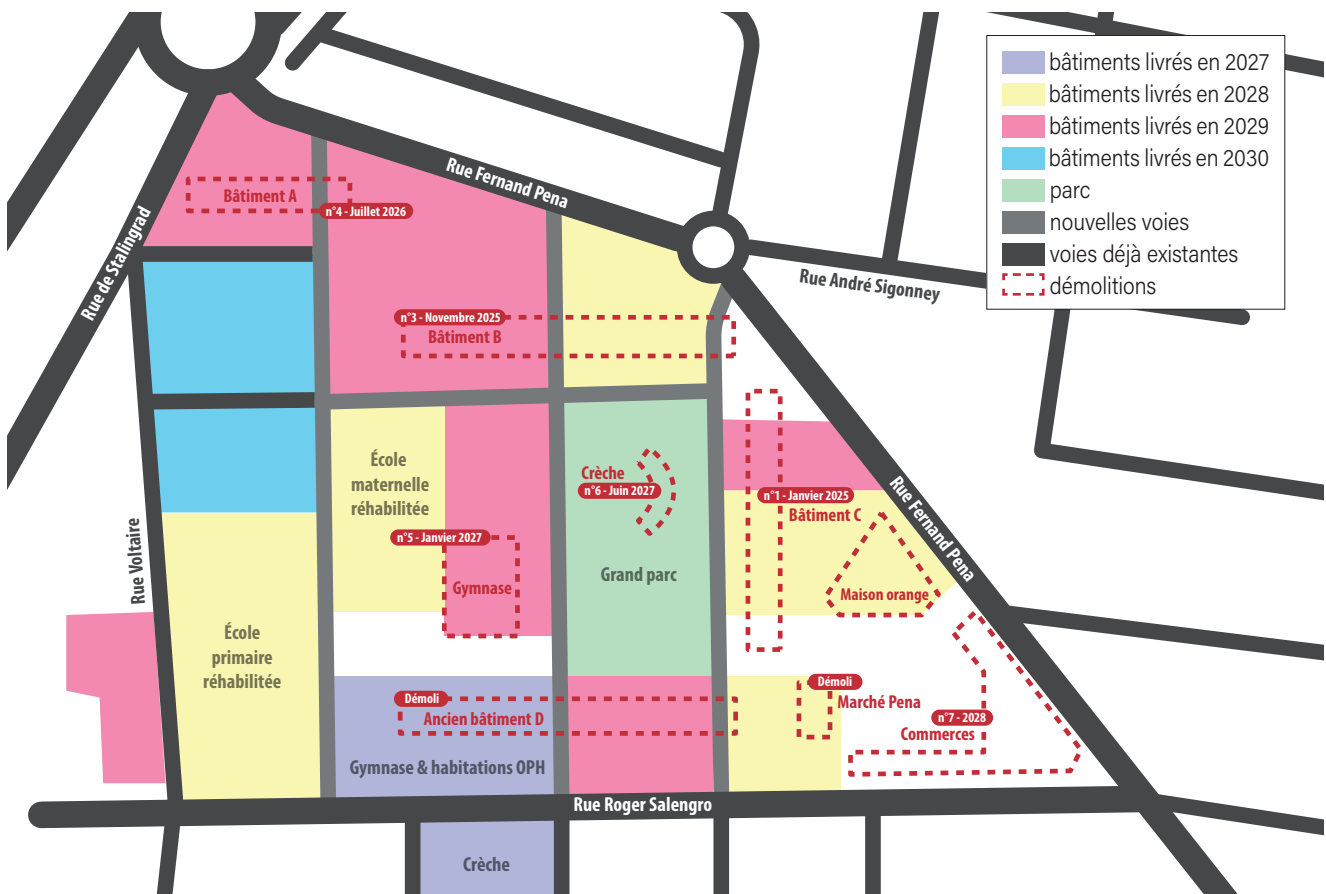 bâtiments livrés en 2027
bâtiments livrés en 2028
bâtiments livrés en 2029
bâtiments livrés en 2030
parc
nouvelles voies
voies déjà existantes
démolitions
Rue Fernand Pena
Bâtiment A
n°4 - Juillet 2026
Rue de Stalingrad
Rue André Sigonney
n°3 - Novembre 2025
Bâtiment B
École
maternelle
réhabilitée
Crèche
n°6 - Juin 2027
n°1 - Janvier 2025
Bâtiment C
Rue Fernand Pena
n°5 - Janvier 2027
Gymnase
Grand parc
Maison orange
Rue Voltaire
École
primaire
réhabilitée
Démoli
Ancien bâtiment D
Démoli
Marché Pena
n°7 - 2028
Commerces
Gymnase & habitations OPH
Rue Roger Salengro
Crèche